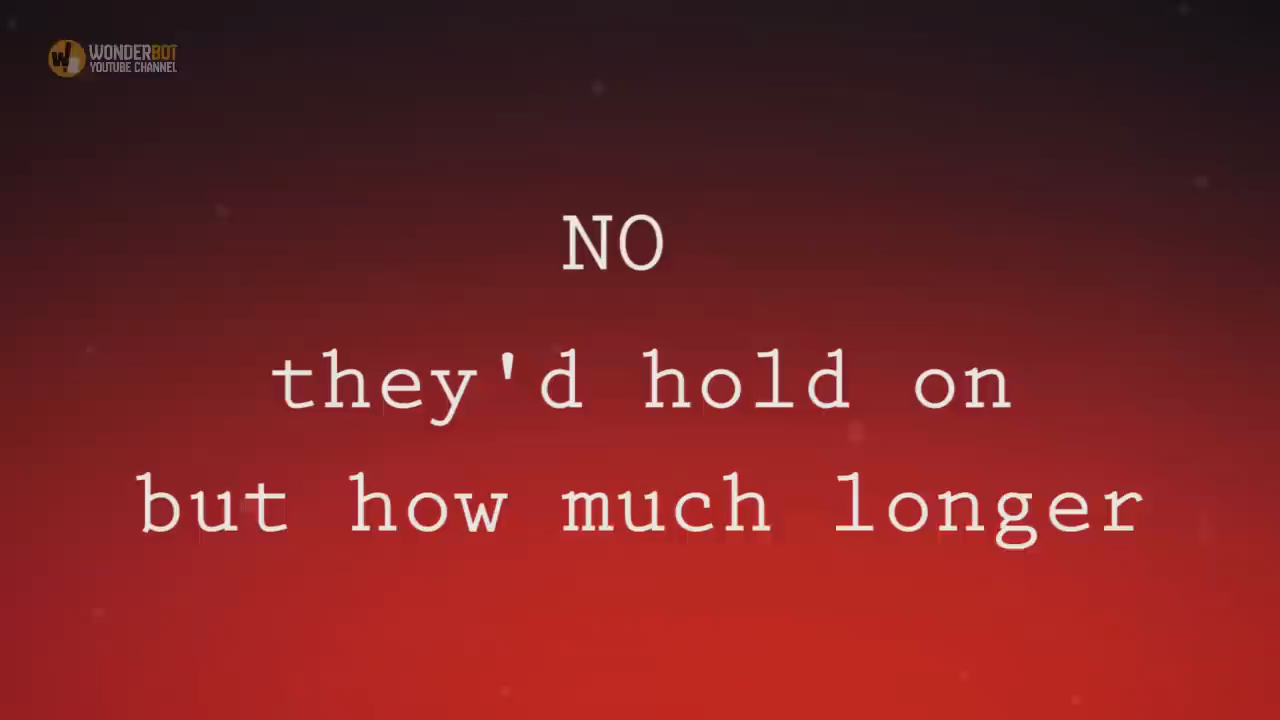 WONDERBOT
YOUTUBE CHANNEL
NO
they'd hold on
but how much longer